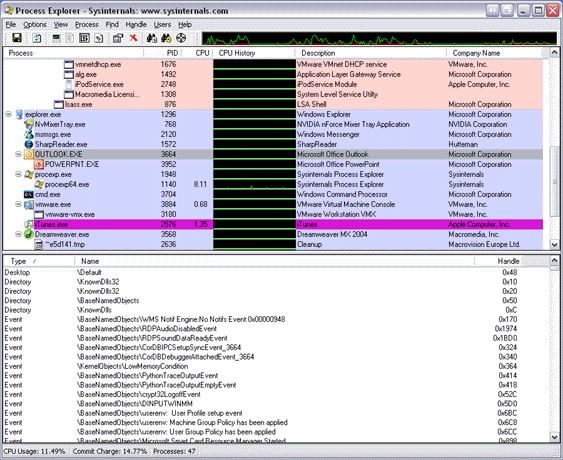 Process Explorer - Sysinternals: www.sysinternals.com
File Options View Process Find Handle Users Help
Process PID CPU CPU History Description Company Name
vmnetdhcp.exe 1676 VMware VMnet DHCP service VMware, Inc.
alg.exe 1492 Application Layer Gateway Service Microsoft Corporation
iPodService.exe 2748 iPodService Module Apple Computer, Inc.
Macromedia Licensi... 1308 System Level Service Utility
lsass.exe 876 LSA Shell Microsoft Corporation
explorer.exe 1296 Windows Explorer Microsoft Corporation
NvMixerTray.exe 768 NVIDIA nForce Mixer Tray Application NVIDIA Corporation
msmsgs.exe 2120 Windows Messenger Microsoft Corporation
SharpReader.exe 1572 SharpReader Hutteman
OUTLOOK.EXE 3664 Microsoft Office Outlook Microsoft Corporation
POWERPNT.EXE 3952 Microsoft Office PowerPoint Microsoft Corporation
procexp.exe 1948 Sysinternals Process Explorer Sysinternals
procexp64.exe 1140 8.11 Sysinternals Process Explorer Sysinternals
cmd.exe 3704 Windows Command Processor Microsoft Corporation
vmware.exe 3884 0.68 VMware Virtual Machine Console VMware, Inc.
vmware-vmx.exe 3180 VMware Workstation VMX VMware, Inc.
iTunes.exe 2576 1.35 iTunes Apple Computer, Inc.
Dreamweaver.exe 3568 Dreamweaver MX 2004 Macromedia, Inc.
~e5d141.tmp 2636 Cleanup Macrovision Europe Ltd.
Type Name Handle
Desktop \Default 0x48
Directory \KnownDlls32 0x10
Directory \KnownDlls32 0x20
Directory \BaseNamedObjects 0x50
Directory \KnownDlls 0xC
Event \BaseNamedObjects\WMS Notif Engine:No Notifs Event:0x00000948 0x170
Event \BaseNamedObjects\RDPAudioDisabledEvent 0x1974
Event \BaseNamedObjects\RDPSoundDataReadyEvent 0x1BD0
Event \BaseNamedObjects\CorDBIPCSetupSyncEvent_3664 0x324
Event \BaseNamedObjects\CorDBDebuggerAttachedEvent_3664 0x340
Event \KernelObjects\LowMemoryCondition 0x364
Event \BaseNamedObjects\PythonTraceOutputEvent 0x414
Event \BaseNamedObjects\PythonTraceOutputEmptyEvent 0x418
Event \BaseNamedObjects\crypt32LogoffEvent 0x52C
Event \BaseNamedObjects\DINPUTWINMM 0x5D0
Event \BaseNamedObjects\userenv: User Profile setup event 0x6BC
Event \BaseNamedObjects\userenv: Machine Group Policy has been applied 0x6C8
Event \BaseNamedObjects\userenv: User Group Policy has been applied 0x6CC
Event \BaseNamedObjects\Microsoft Smart Card Resource Manager Started 0x898
CPU Usage: 11.49% Commit Charge: 14.77% Processes: 47